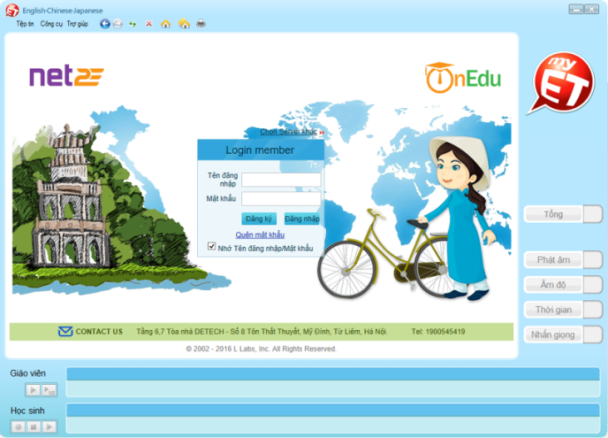 English-Chinese-Japanese
Tệp tin Công cụ Trợ giúp
net2E
OnEdu
my
ET
Chọn Server khác »
Login member
Tên đăng nhập
Mật khẩu
Đăng ký Đăng nhập
Quên mật khẩu
Nhớ Tên đăng nhập/Mật khẩu
Tổng
Phát âm
Âm độ
Thời gian
Nhấn giọng
CONTACT US Tầng 6,7 Tòa nhà DETECH - Số 8 Tôn Thất Thuyết, Mỹ Đình, Từ Liêm, Hà Nội. Tel: 1900545419
© 2002 - 2016 L Labs, Inc. All Rights Reserved.
Giáo viên
Học sinh